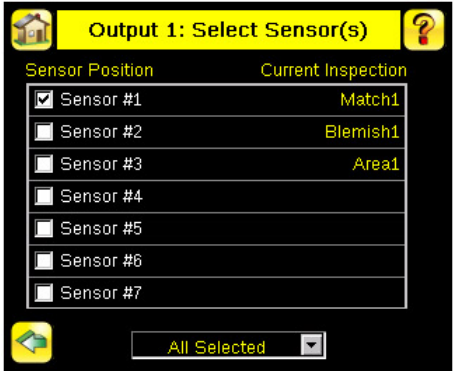 Output 1: Select Sensor(s)
Sensor Position Current Inspection
Sensor #1 Match1
Sensor #2 Blemish1
Sensor #3 Area1
Sensor #4
Sensor #5
Sensor #6
Sensor #7
All Selected